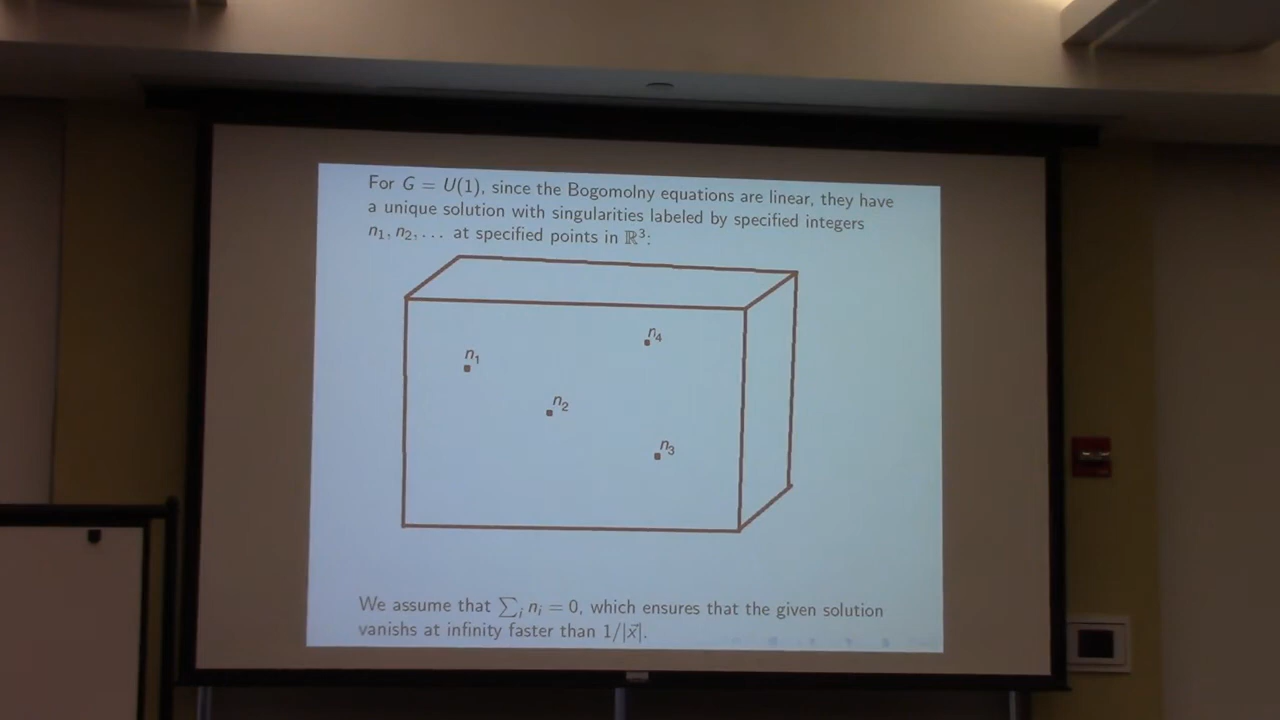 For G = U(1), since the Bogomolny equations are linear, they have
a unique solution with singularities labeled by specified integers
n₁, n₂, ... at specified points in ℝ³:
n₄
n₁
n₂
n₃
We assume that ∑ᵢ nᵢ = 0, which ensures that the given solution
vanishs at infinity faster than 1/|x⃗|.